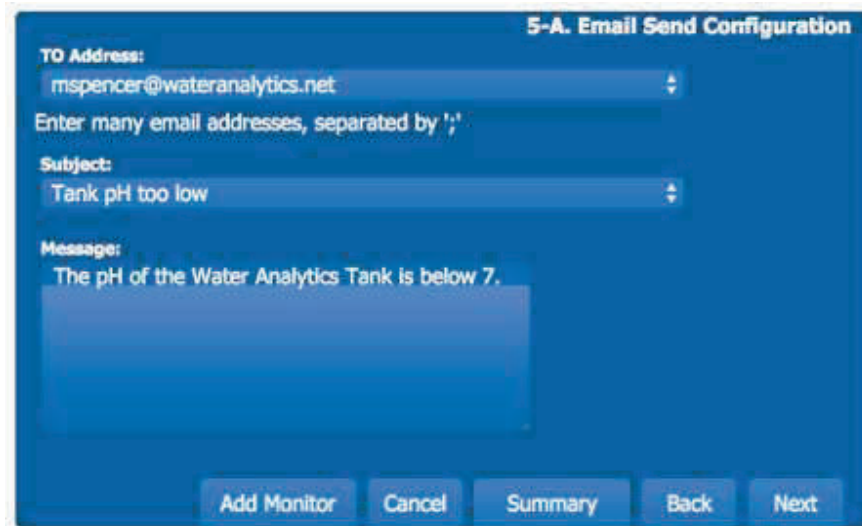 5-A. Email Send Configuration
TO Address:
mspencer@wateranalytics.net
Enter many email addresses, separated by ';'
Subject:
Tank pH too low
Message:
The pH of the Water Analytics Tank is below 7.
Add Monitor Cancel Summary Back Next